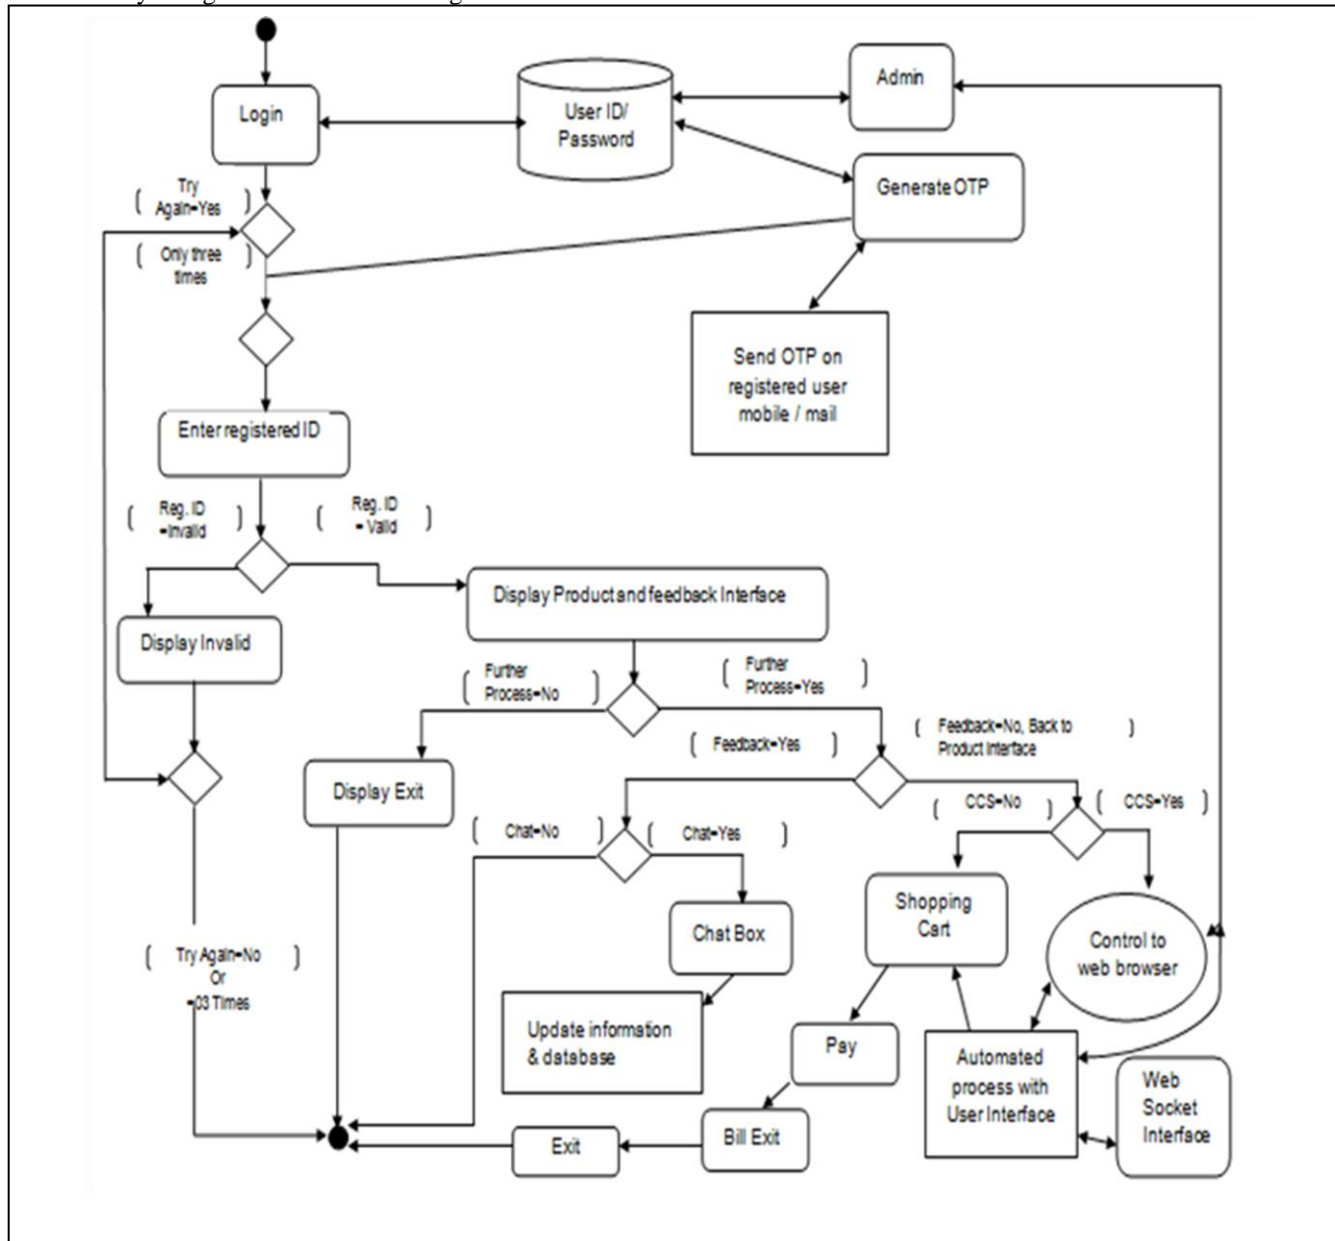 Admin
Login
User ID/
Password
Generate OTP
Try
Again=Yes
Only three
times
Send OTP on
registered user
mobile / mail
Enter registered ID
Reg. ID
=Invalid
Reg. ID
= Valid
Display Product and feedback Interface
Display Invalid
Further
Process=No
Further
Process=Yes
Feedback=Yes
Feedback=No, Back to
Product Interface
Display Exit
CCS=No
CCS=Yes
Chat=No
Chat=Yes
Shopping
Cart
Chat Box
Control to
web browser
Try Again=No
Or
=03 Times
Update information
& database
Pay
Automated
process with
User Interface
Web
Socket
Interface
Bill Exit
Exit